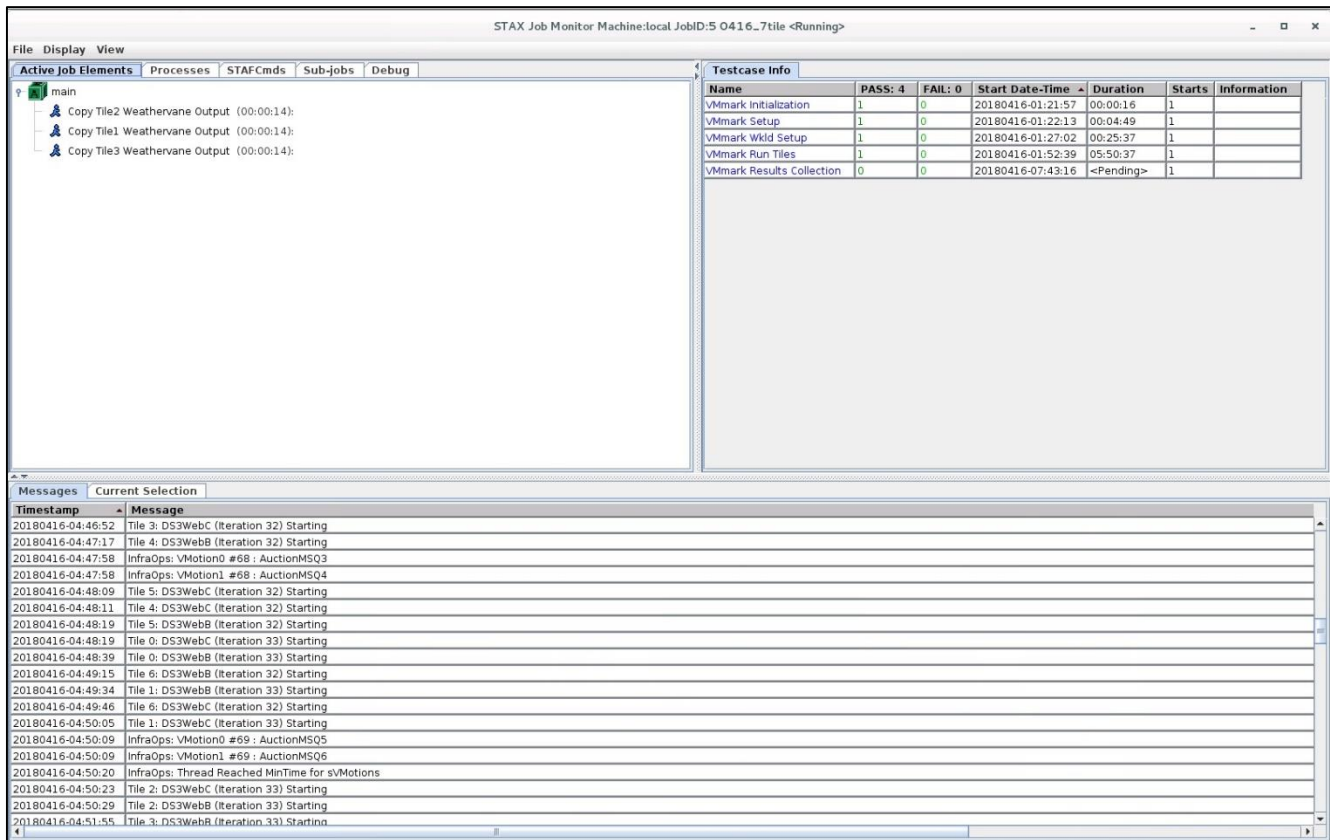 STAX Job Monitor Machine:local JobID:5 0416_7tile <Running>
File Display View
Active Job Elements Processes STAFCmds Sub-jobs Debug
main
Copy Tile2 Weathervane Output (00:00:14):
Copy Tile1 Weathervane Output (00:00:14):
Copy Tile3 Weathervane Output (00:00:14):
Testcase Info
Name PASS: 4 FAIL: 0 Start Date-Time Duration Starts Information
VMmark Initialization 1 0 20180416-01:21:57 00:00:16 1
VMmark Setup 1 0 20180416-01:22:13 00:04:49 1
VMmark Wkld Setup 1 0 20180416-01:27:02 00:25:37 1
VMmark Run Tiles 1 0 20180416-01:52:39 05:50:37 1
VMmark Results Collection 0 0 20180416-07:43:16 <Pending> 1
Messages Current Selection
Timestamp Message
20180416-04:46:52 Tile 3: DS3WebC (Iteration 32) Starting
20180416-04:47:17 Tile 4: DS3WebB (Iteration 32) Starting
20180416-04:47:58 InfraOps: VMotion0 #68 : AuctionMSQ3
20180416-04:47:58 InfraOps: VMotion1 #68 : AuctionMSQ4
20180416-04:48:09 Tile 5: DS3WebC (Iteration 32) Starting
20180416-04:48:11 Tile 4: DS3WebC (Iteration 32) Starting
20180416-04:48:19 Tile 5: DS3WebB (Iteration 32) Starting
20180416-04:48:19 Tile 0: DS3WebC (Iteration 33) Starting
20180416-04:48:39 Tile 0: DS3WebB (Iteration 33) Starting
20180416-04:49:15 Tile 6: DS3WebB (Iteration 32) Starting
20180416-04:49:34 Tile 1: DS3WebB (Iteration 33) Starting
20180416-04:49:46 Tile 6: DS3WebC (Iteration 32) Starting
20180416-04:50:05 Tile 1: DS3WebC (Iteration 33) Starting
20180416-04:50:09 InfraOps: VMotion0 #69 : AuctionMSQ5
20180416-04:50:09 InfraOps: VMotion1 #69 : AuctionMSQ6
20180416-04:50:20 InfraOps: Thread Reached MinTime for sVMotions
20180416-04:50:23 Tile 2: DS3WebC (Iteration 33) Starting
20180416-04:50:29 Tile 2: DS3WebB (Iteration 33) Starting
20180416-04:51:55 Tile 3: DS3WebB (Iteration 33) Starting